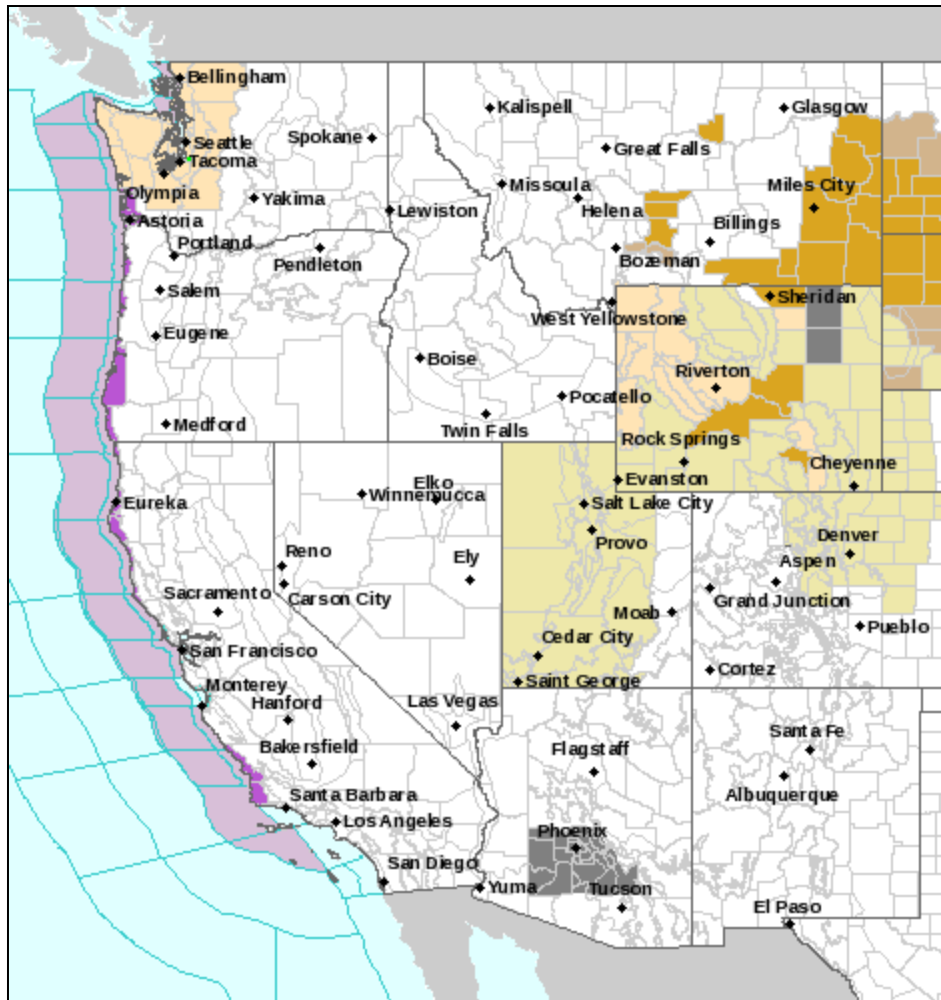 Bellingham
Kalispell
Glasgow
Seattle
Spokane
Great Falls
Tacoma
Olympia
Missoula
Miles City
Yakima
Helena
Lewiston
Astoria
Billings
Portland
Pendleton
Bozeman
Salem
Sheridan
West Yellowstone
Eugene
Boise
Riverton
Pocatello
Medford
Twin Falls
Rock Springs
Cheyenne
Evanston
Elko
Winnemucca
Eureka
Salt Lake City
Denver
Provo
Reno
Ely
Aspen
Sacramento
Carson City
Grand Junction
Moab
Pueblo
Cedar City
San Francisco
Cortez
Saint George
Monterey
Hanford
Las Vegas
Santa Fe
Bakersfield
Flagstaff
Albuquerque
Santa Barbara
Los Angeles
Phoenix
San Diego
Yuma
Tucson
El Paso